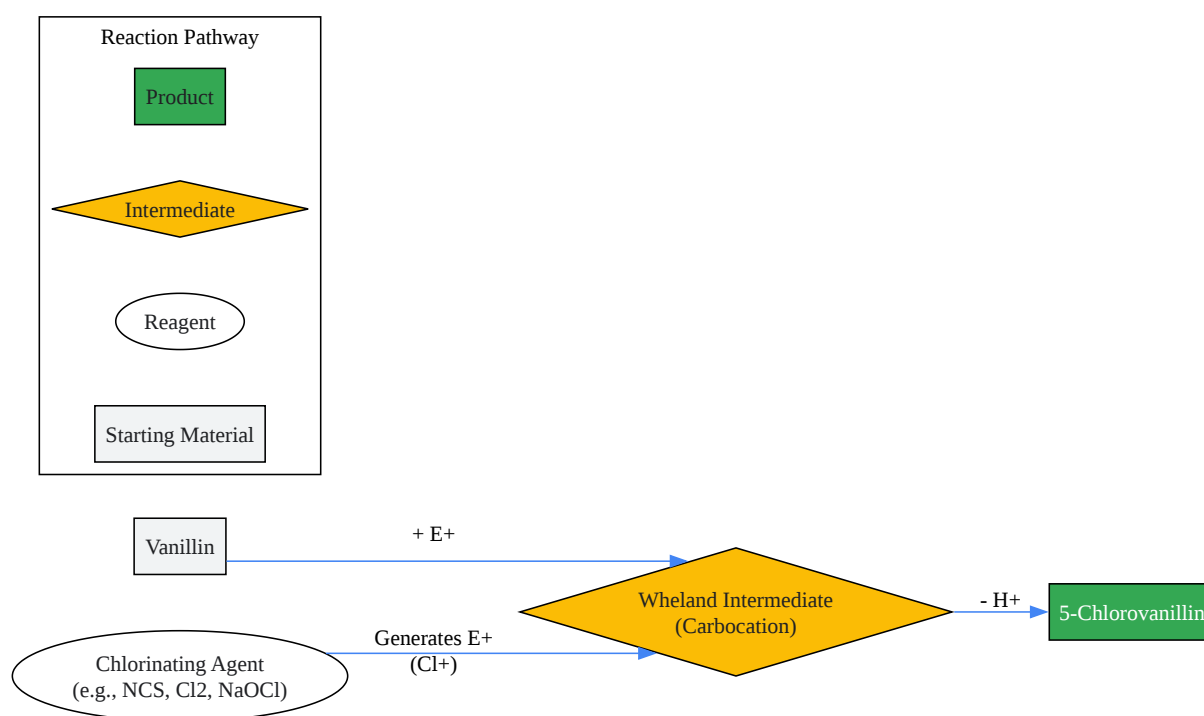 Reaction Pathway
Product
Intermediate
Reagent
Starting Material
Vanillin
+ E+
Wheland Intermediate
(Carbocation)
- H+
5-Chlorovanillin
Generates E+
(Cl+)
Chlorinating Agent
(e.g., NCS, Cl2, NaOCl)